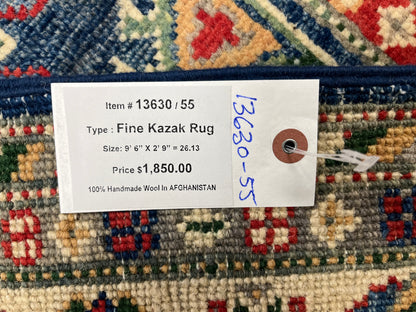 Item # 13630 / 55
Type : Fine Kazak Rug
Size: 9' 6" X 2' 9" = 26.13
Price $1,850.00
100% Handmade Wool In AFGHANISTAN
13630-55